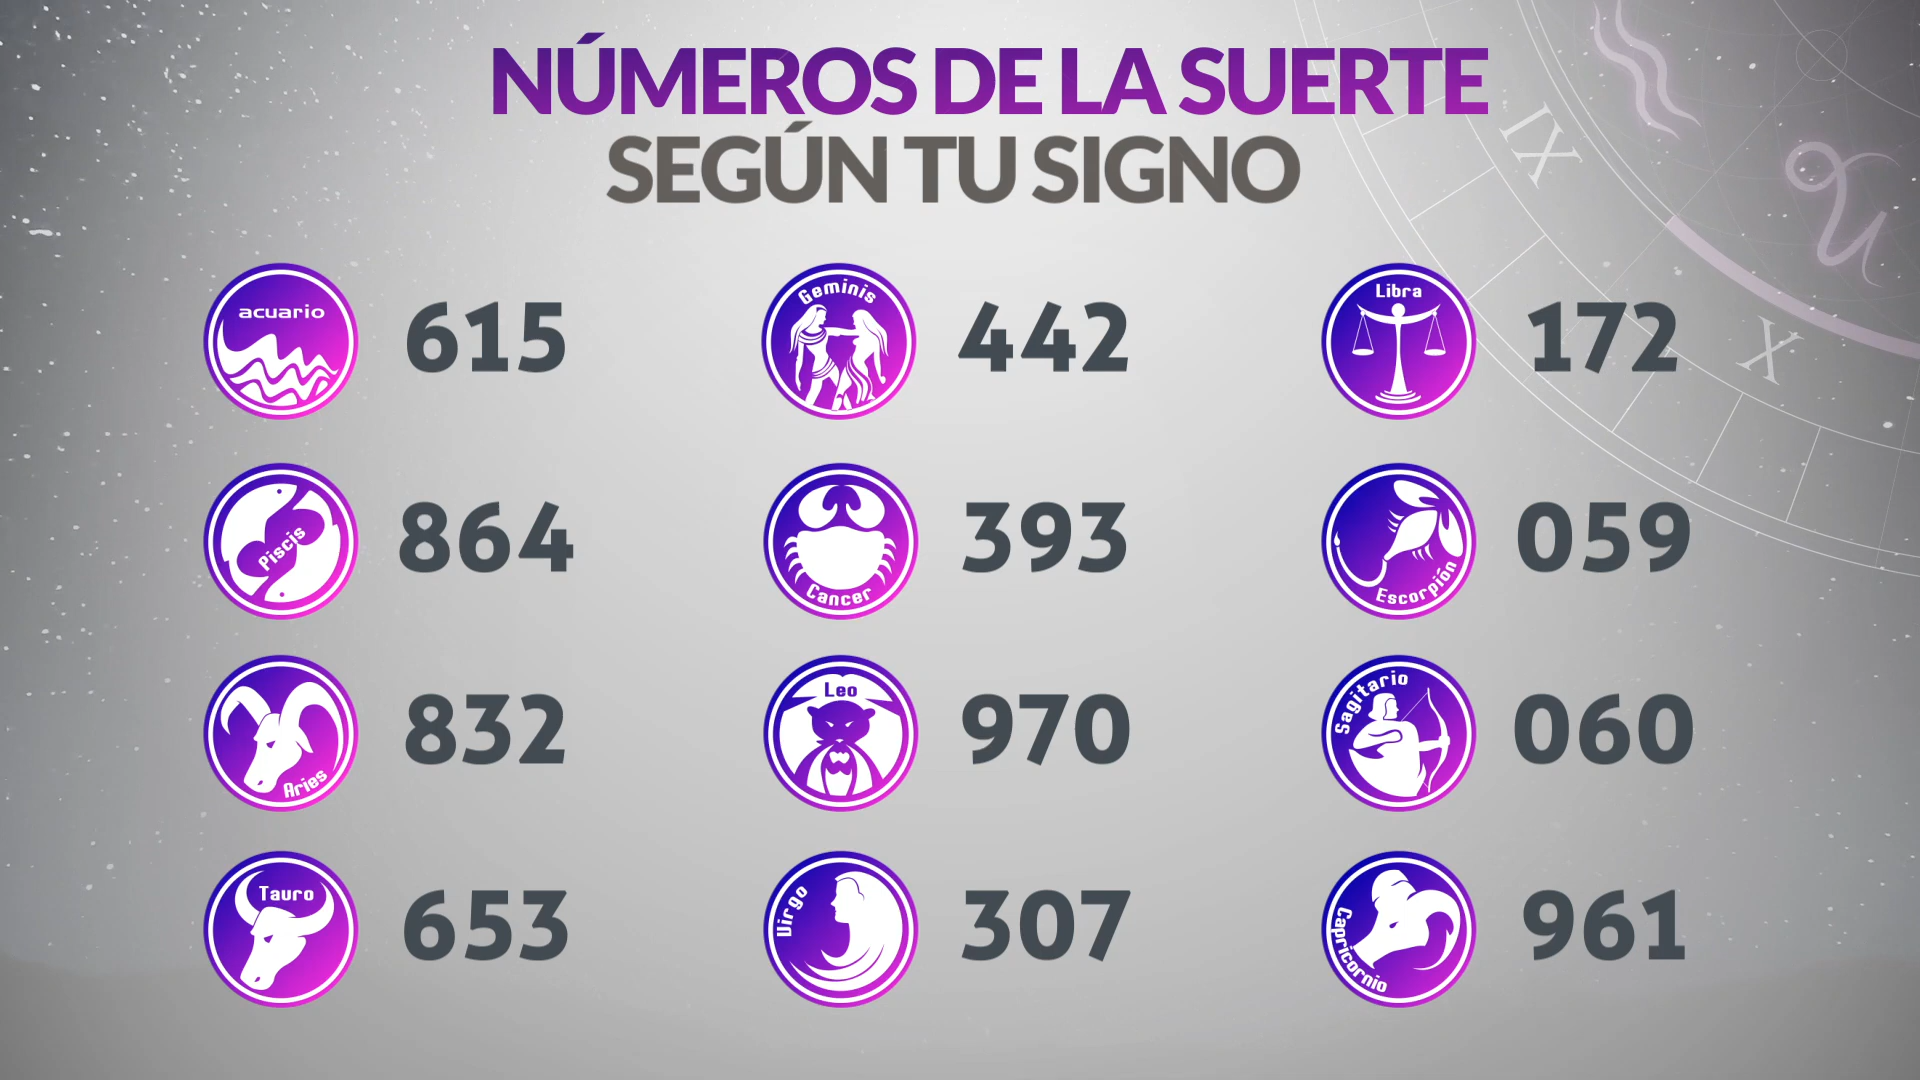 NÚMEROS DE LA SUERTE
SEGÚN TU SIGNO
acuario 615
Geminis 442
Libra 172
Piscis 864
Cancer 393
Escorpión 059
Aries 832
Leo 970
Sagitario 060
Tauro 653
Virgo 307
Capricornio 961
IX
X